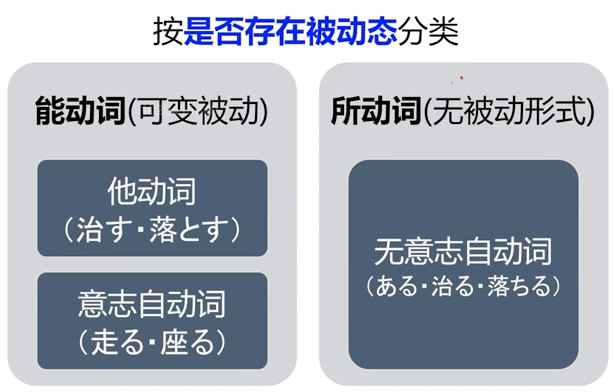 按是否存在被动态分类
能动词(可变被动)
他动词
（治す・落とす）
意志自动词
（走る・座る）
所动词(无被动形式)
无意志自动词
（ある・治る・落ちる）